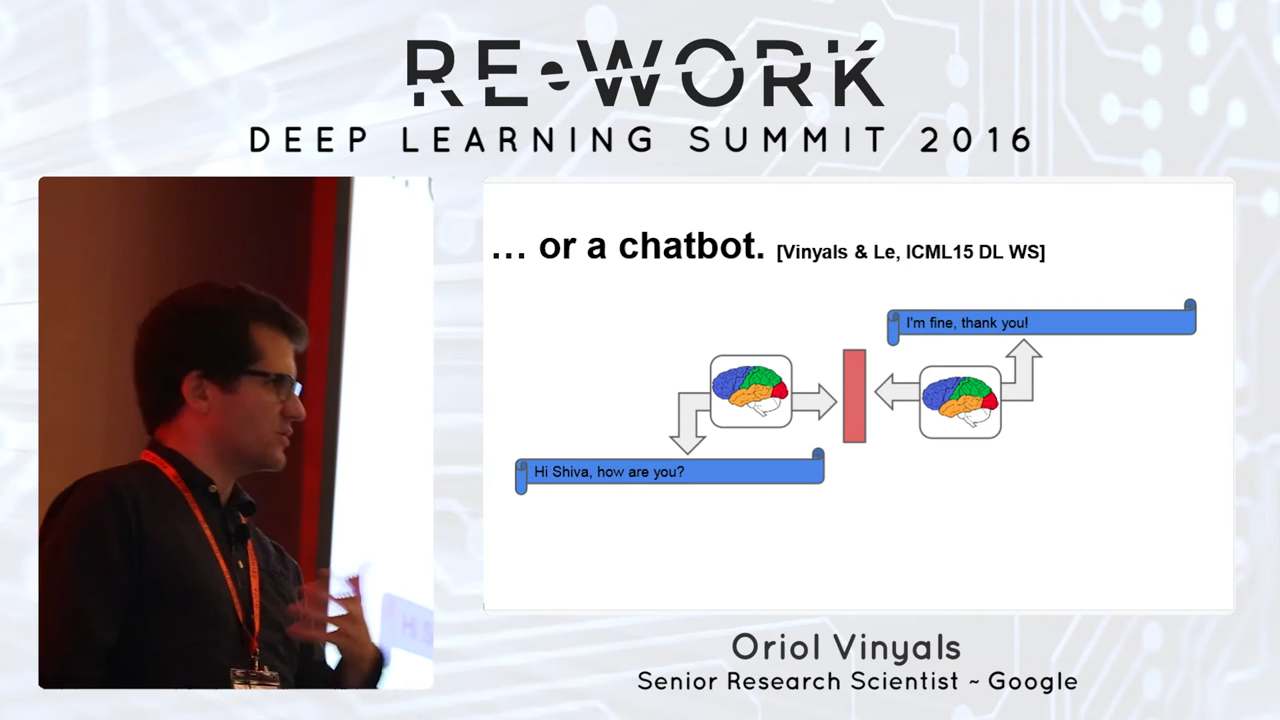 RE•WORK
DEEP LEARNING SUMMIT 2016
... or a chatbot. [Vinyals & Le, ICML15 DL WS]
I'm fine, thank you!
Hi Shiva, how are you?
Oriol Vinyals
Senior Research Scientist ~ Google